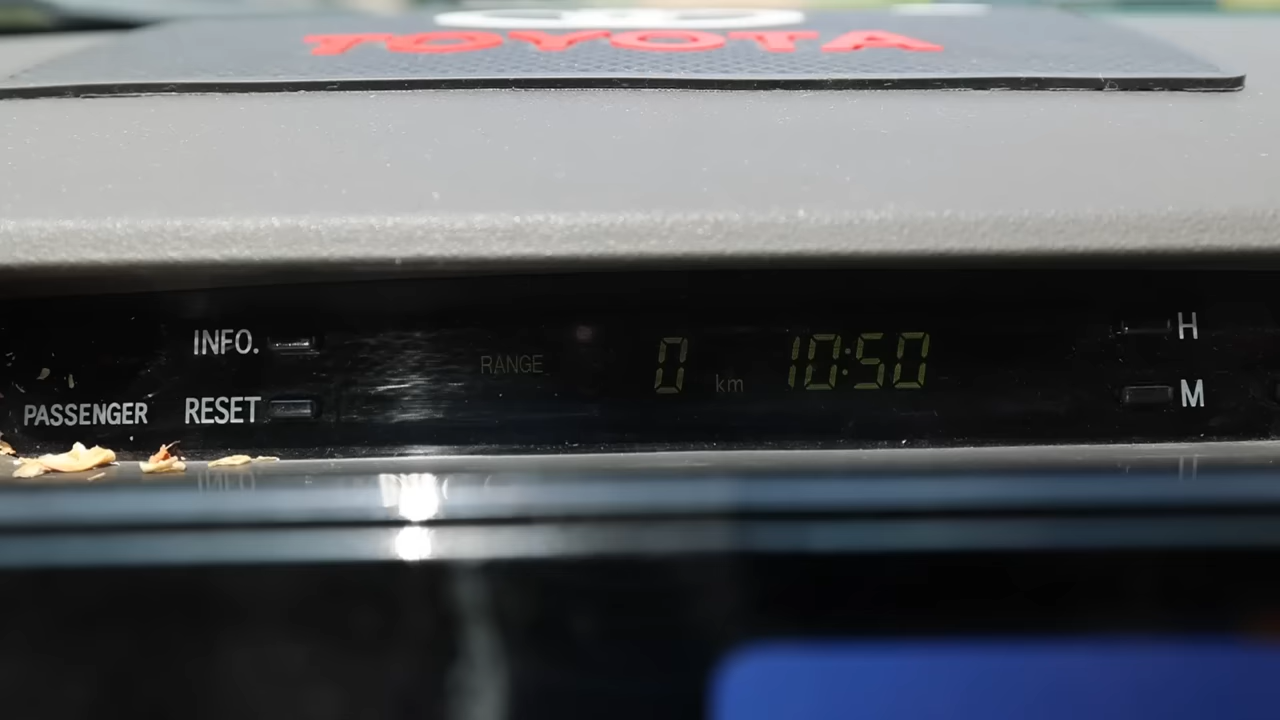 TOYOTA
INFO.
RANGE 0 km 10:50
H
PASSENGER
RESET
M